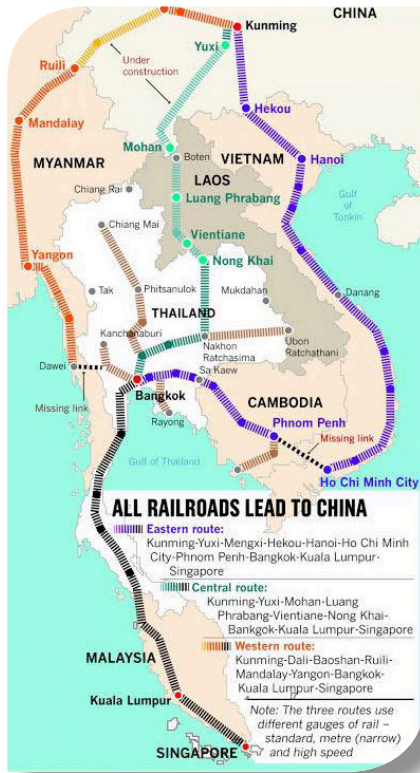 CHINA
Kunming
Yuxi
Under
construction
Ruili
Hekou
Mandalay
Mohan
Boten
VIETNAM
Hanoi
MYANMAR
LAOS
Chiang Rai
Luang Phrabang
Gulf
of
Tonkin
Chiang Mai
Vientiane
Yangon
Nong Khai
Tak
Phitsanulok
Mukdahan
Danang
THAILAND
Kanchanaburi
Nakhon
Ratchasima
Ubon
Ratchathani
Dawei
Sa Kaew
Bangkok
CAMBODIA
Missing link
Rayong
Phnom Penh
Missing link
Gulf of Thailand
Ho Chi Minh City
ALL RAILROADS LEAD TO CHINA
Eastern route:
Kunming-Yuxi-Mengxi-Hekou-Hanoi-Ho Chi Minh
City-Phnom Penh-Bangkok-Kuala Lumpur-
Singapore
Central route:
Kunming-Yuxi-Mohan-Luang
Phrabang-Vientiane-Nong Khai-
Bankgok-Kuala Lumpur-Singapore
Western route:
Kunming-Dali-Baoshan-Ruili-
Mandalay-Yangon-Bangkok-
Kuala Lumpur-Singapore
MALAYSIA
Kuala Lumpur
Note: The three routes use
different gauges of rail –
standard, metre (narrow)
and high speed
SINGAPORE